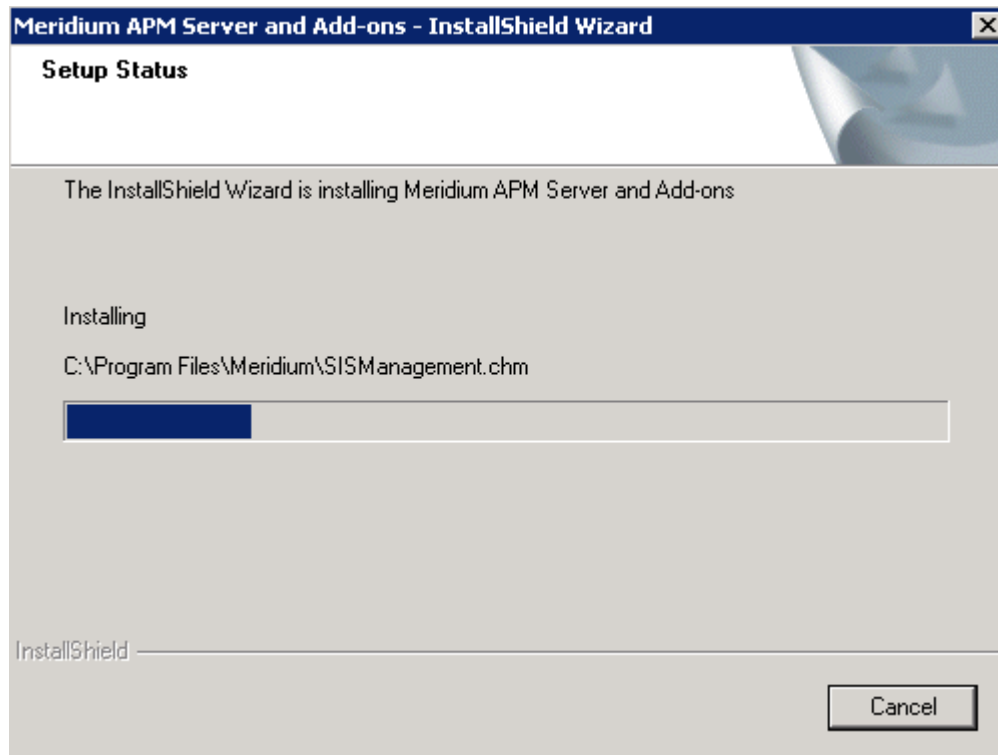 Meridium APM Server and Add-ons - InstallShield Wizard
Setup Status
The InstallShield Wizard is installing Meridium APM Server and Add-ons
Installing
C:\Program Files\Meridium\SISManagement.chm
InstallShield
Cancel